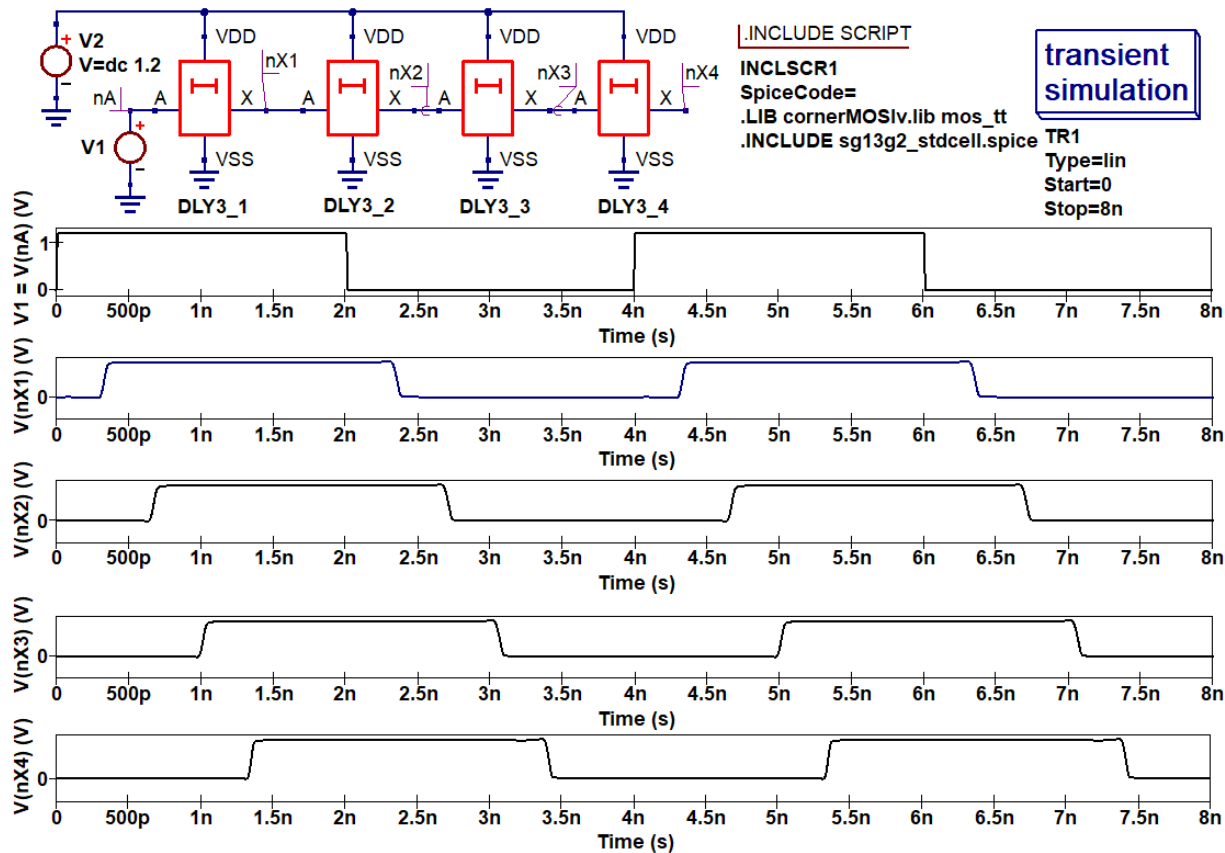 V2
V=dc 1.2
VDD VDD VDD VDD
nX1 nX2 nX3 nX4
nA A X A X A X A X
V1
VSS VSS VSS VSS
DLY3_1 DLY3_2 DLY3_3 DLY3_4
.INCLUDE SCRIPT
INCLSCR1
SpiceCode=
.LIB cornerMOSlv.lib mos_tt
.INCLUDE sg13g2_stdcell.spice
transient
simulation
TR1
Type=lin
Start=0
Stop=8n
V1 = V(nA) (V)
1
0
0 500p 1n 1.5n 2n 2.5n 3n 3.5n 4n 4.5n 5n 5.5n 6n 6.5n 7n 7.5n 8n
Time (s)
V(nX1) (V)
0
0 500p 1n 1.5n 2n 2.5n 3n 3.5n 4n 4.5n 5n 5.5n 6n 6.5n 7n 7.5n 8n
Time (s)
V(nX2) (V)
0
0 500p 1n 1.5n 2n 2.5n 3n 3.5n 4n 4.5n 5n 5.5n 6n 6.5n 7n 7.5n 8n
Time (s)
V(nX3) (V)
0
0 500p 1n 1.5n 2n 2.5n 3n 3.5n 4n 4.5n 5n 5.5n 6n 6.5n 7n 7.5n 8n
Time (s)
V(nX4) (V)
0
0 500p 1n 1.5n 2n 2.5n 3n 3.5n 4n 4.5n 5n 5.5n 6n 6.5n 7n 7.5n 8n
Time (s)